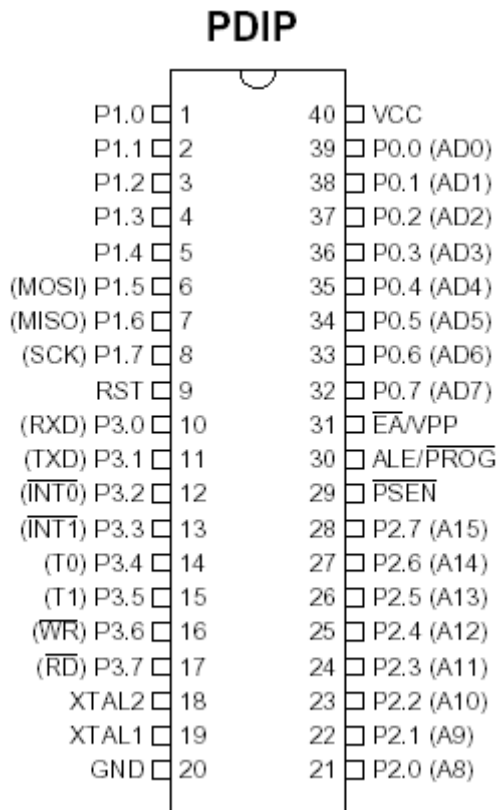 PDIP
P1.0 1 40 VCC
P1.1 2 39 P0.0 (AD0)
P1.2 3 38 P0.1 (AD1)
P1.3 4 37 P0.2 (AD2)
P1.4 5 36 P0.3 (AD3)
(MOSI) P1.5 6 35 P0.4 (AD4)
(MISO) P1.6 7 34 P0.5 (AD5)
(SCK) P1.7 8 33 P0.6 (AD6)
RST 9 32 P0.7 (AD7)
(RXD) P3.0 10 31 E̅A̅/VPP
(TXD) P3.1 11 30 ALE/P̅R̅O̅G̅
(I̅N̅T̅0̅) P3.2 12 29 P̅S̅E̅N̅
(I̅N̅T̅1̅) P3.3 13 28 P2.7 (A15)
(T0) P3.4 14 27 P2.6 (A14)
(T1) P3.5 15 26 P2.5 (A13)
(W̅R̅) P3.6 16 25 P2.4 (A12)
(R̅D̅) P3.7 17 24 P2.3 (A11)
XTAL2 18 23 P2.2 (A10)
XTAL1 19 22 P2.1 (A9)
GND 20 21 P2.0 (A8)